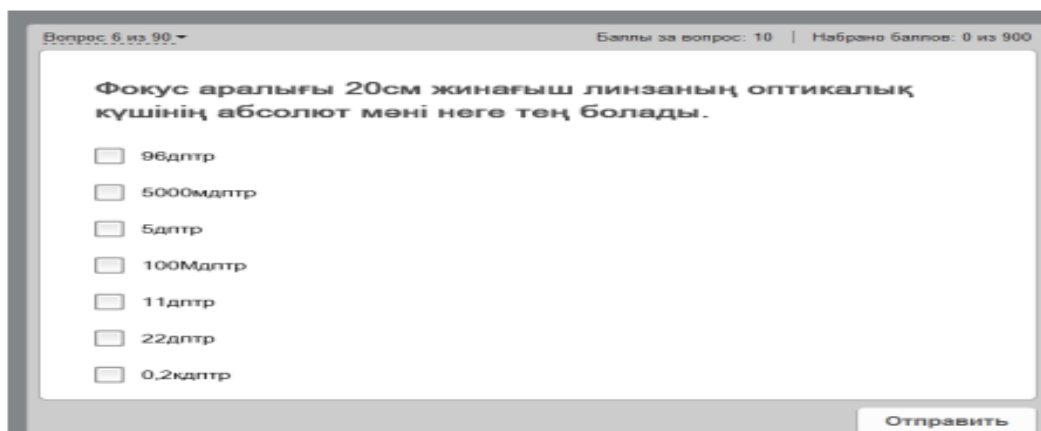 Вопрос 6 из 90
Баллы за вопрос: 10 | Набрано баллов: 0 из 900
Фокус аралығы 20см жинағыш линзаның оптикалық
күшінің абсолют мәні неге тең болады.
96дптр
5000мдптр
5дптр
100Мдптр
11дптр
22дптр
0,2кдптр
Отправить